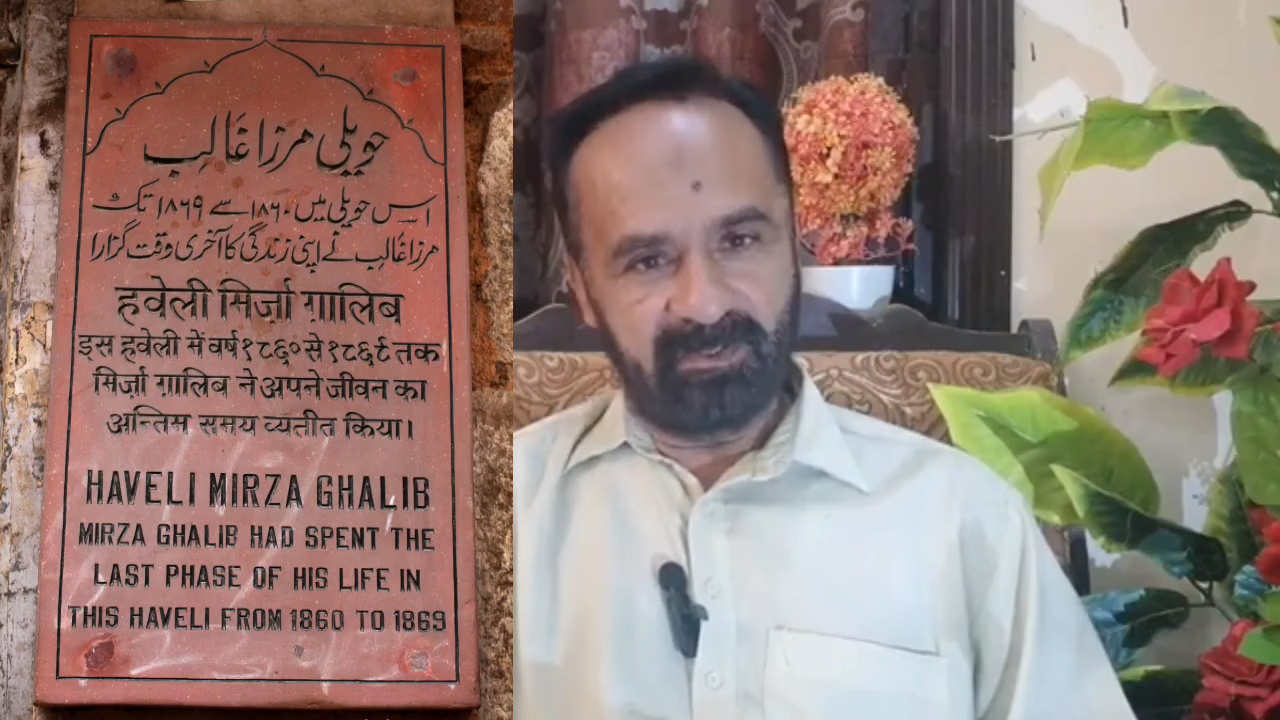 حویلی مرزا غالب
اس حویلی میں ۱۸۶۰ سے ۱۸۶۹ تک
مرزا غالب نے اپنی زندگی کا آخری وقت گزارا
हवेली मिर्ज़ा ग़ालिब
इस हवेली में वर्ष १८६० से १८६९ तक
मिर्ज़ा ग़ालिब ने अपने जीवन का
अन्तिम समय व्यतीत किया।
HAVELI MIRZA GHALIB
MIRZA GHALIB HAD SPENT THE
LAST PHASE OF HIS LIFE IN
THIS HAVELI FROM 1860 TO 1869